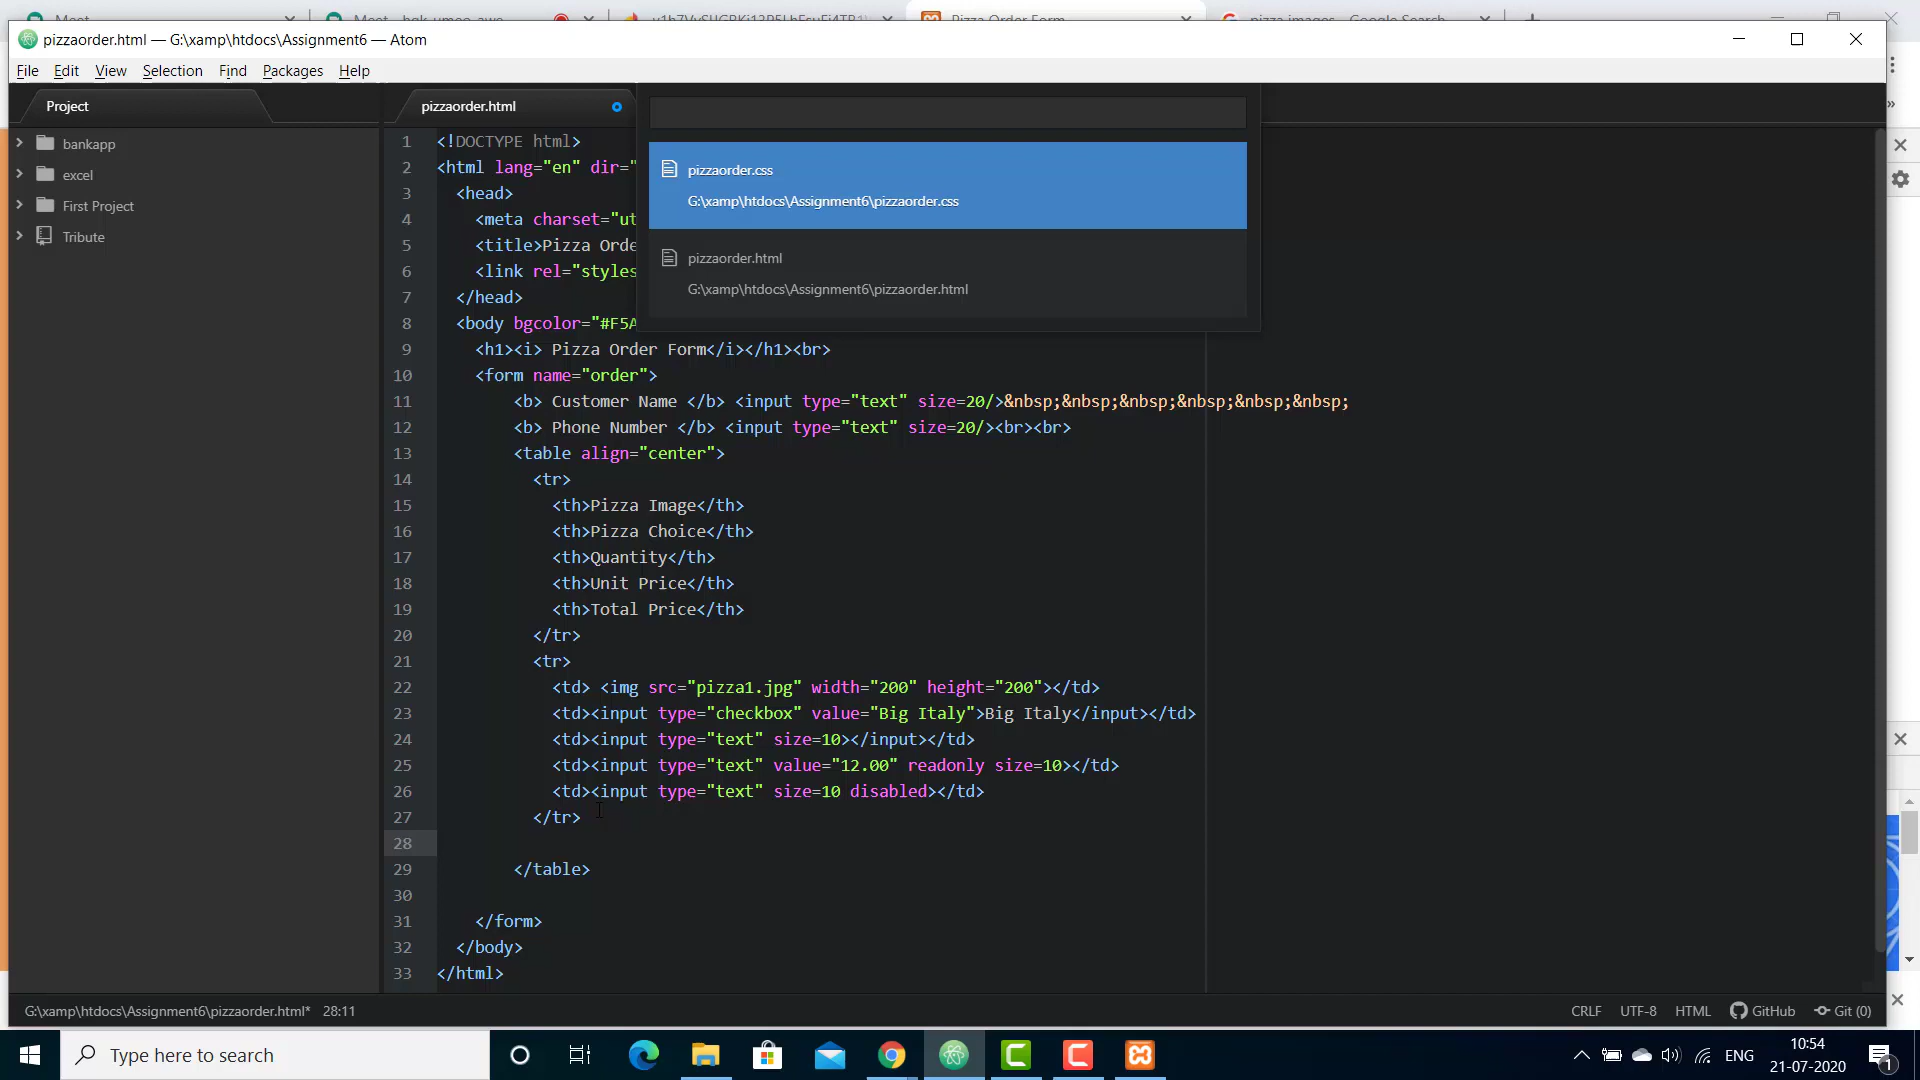 Pizza Order Form
pizza images - Google Search
pizzaorder.html — G:\xamp\htdocs\Assignment6 — Atom
File Edit View Selection Find Packages Help
Project
pizzaorder.html
bankapp
excel
First Project
Tribute
pizzaorder.css
G:\xamp\htdocs\Assignment6\pizzaorder.css
pizzaorder.html
G:\xamp\htdocs\Assignment6\pizzaorder.html
1 <!DOCTYPE html>
2 <html lang="en" dir="
3 <head>
4 <meta charset="ut
5 <title>Pizza Orde
6 <link rel="styles
7 </head>
8 <body bgcolor="#F5A
9 <h1><i> Pizza Order Form</i></h1><br>
10 <form name="order">
11 <b> Customer Name </b> <input type="text" size=20/>&nbsp;&nbsp;&nbsp;&nbsp;&nbsp;&nbsp;
12 <b> Phone Number </b> <input type="text" size=20/><br><br>
13 <table align="center">
14 <tr>
15 <th>Pizza Image</th>
16 <th>Pizza Choice</th>
17 <th>Quantity</th>
18 <th>Unit Price</th>
19 <th>Total Price</th>
20 </tr>
21 <tr>
22 <td> <img src="pizza1.jpg" width="200" height="200"></td>
23 <td><input type="checkbox" value="Big Italy">Big Italy</input></td>
24 <td><input type="text" size=10></input></td>
25 <td><input type="text" value="12.00" readonly size=10></td>
26 <td><input type="text" size=10 disabled></td>
27 </tr>
28
29 </table>
30
31 </form>
32 </body>
33 </html>
G:\xamp\htdocs\Assignment6\pizzaorder.html* 28:11
CRLF UTF-8 HTML GitHub Git (0)
Type here to search
ENG
10:54
21-07-2020
1